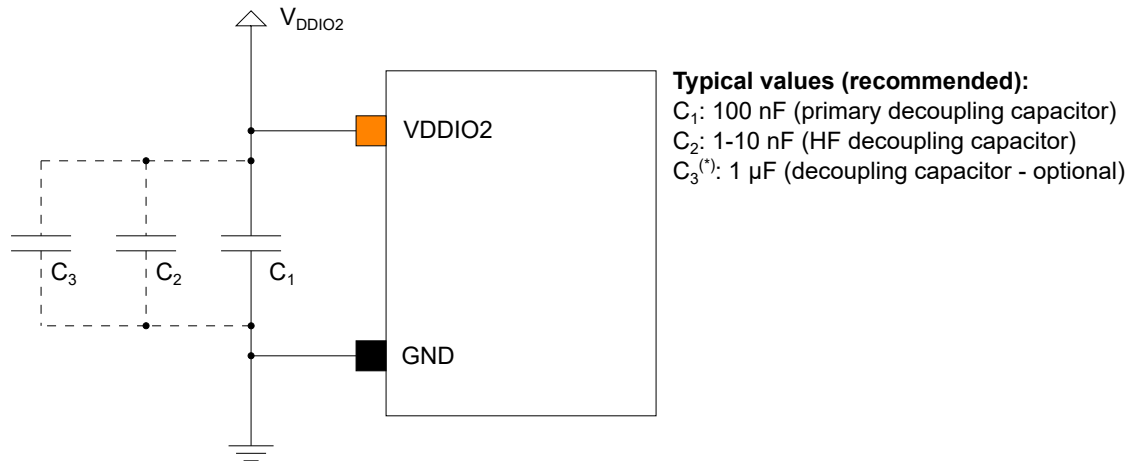 V_DDIO2
VDDIO2
GND
C₃
C₂
C₁
Typical values (recommended):
C₁: 100 nF (primary decoupling capacitor)
C₂: 1-10 nF (HF decoupling capacitor)
C₃⁽*⁾: 1 µF (decoupling capacitor - optional)